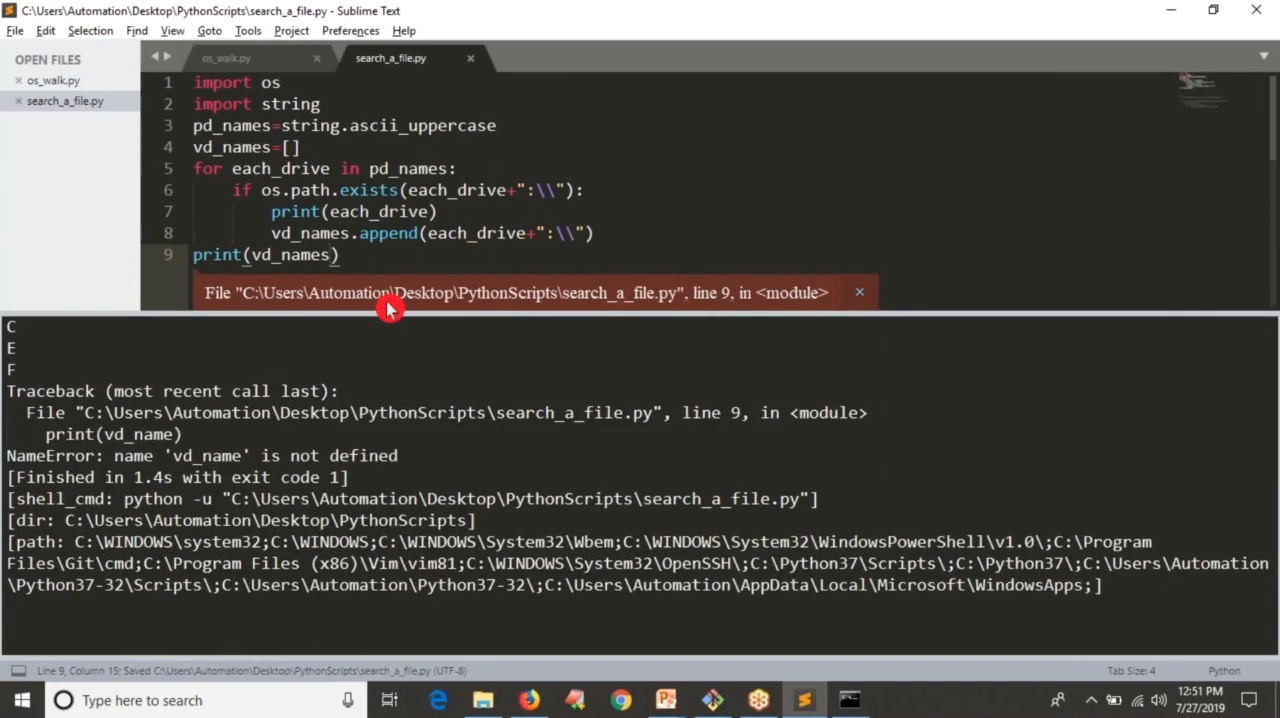 C:\Users\Automation\Desktop\PythonScripts\search_a_file.py - Sublime Text
File Edit Selection Find View Goto Tools Project Preferences Help
OPEN FILES
os_walk.py
search_a_file.py
os_walk.py search_a_file.py
1 import os
2 import string
3 pd_names=string.ascii_uppercase
4 vd_names=[]
5 for each_drive in pd_names:
6     if os.path.exists(each_drive+":\\"):
7         print(each_drive)
8         vd_names.append(each_drive+":\\")
9 print(vd_names)
File "C:\Users\Automation\Desktop\PythonScripts\search_a_file.py", line 9, in <module> ×
C
E
F
Traceback (most recent call last):
  File "C:\Users\Automation\Desktop\PythonScripts\search_a_file.py", line 9, in <module>
    print(vd_name)
NameError: name 'vd_name' is not defined
[Finished in 1.4s with exit code 1]
[shell_cmd: python -u "C:\Users\Automation\Desktop\PythonScripts\search_a_file.py"]
[dir: C:\Users\Automation\Desktop\PythonScripts]
[path: C:\WINDOWS\system32;C:\WINDOWS;C:\WINDOWS\System32\Wbem;C:\WINDOWS\System32\WindowsPowerShell\v1.0\;C:\Program
Files\Git\cmd;C:\Program Files (x86)\Vim\vim81;C:\WINDOWS\System32\OpenSSH\;C:\Python37\Scripts\;C:\Python37\;C:\Users\Automation
\Python37-32\Scripts\;C:\Users\Automation\Python37-32\;C:\Users\Automation\AppData\Local\Microsoft\WindowsApps;]
Line 9, Column 15; Saved C:\Users\Automation\Desktop\PythonScripts\search_a_file.py (UTF-8) Tab Size: 4 Python
Type here to search
12:51 PM
7/27/2019